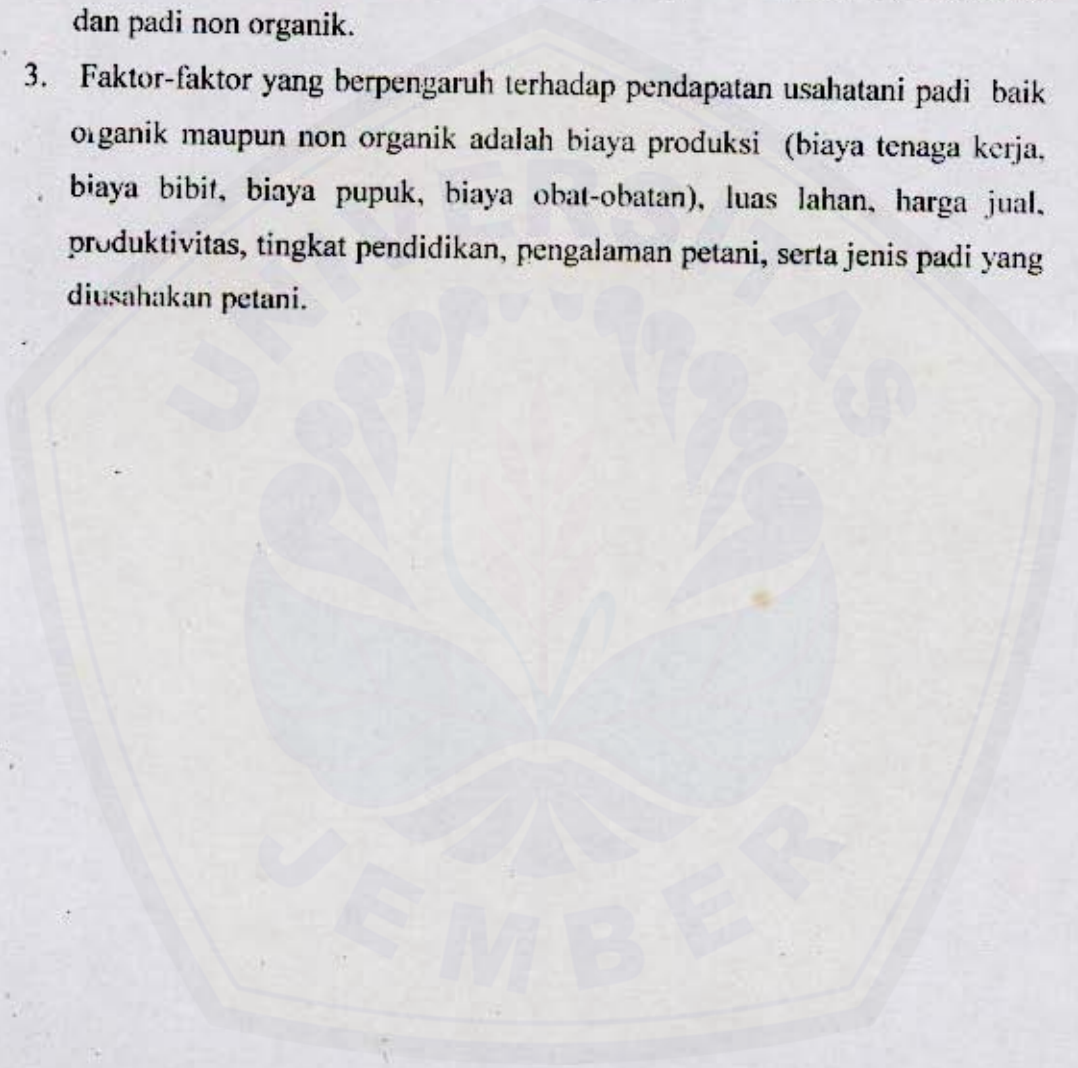 dan padi non organik.
3. Faktor-faktor yang berpengaruh terhadap pendapatan usahatani padi baik
organik maupun non organik adalah biaya produksi (biaya tenaga kerja,
biaya bibit, biaya pupuk, biaya obat-obatan), luas lahan, harga jual,
produktivitas, tingkat pendidikan, pengalaman petani, serta jenis padi yang
diusahakan petani.
UNIVERSITAS
JEMBER